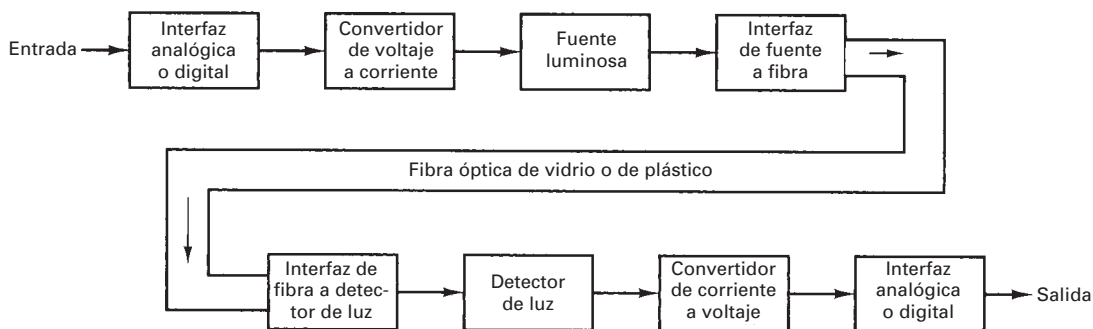 Entrada
Interfaz
analógica
o digital
Convertidor
de voltaje
a corriente
Fuente
luminosa
Interfaz
de fuente
a fibra
Fibra óptica de vidrio o de plástico
Interfaz de
fibra a detec-
tor de luz
Detector
de luz
Convertidor
de corriente
a voltaje
Interfaz
analógica
o digital
Salida